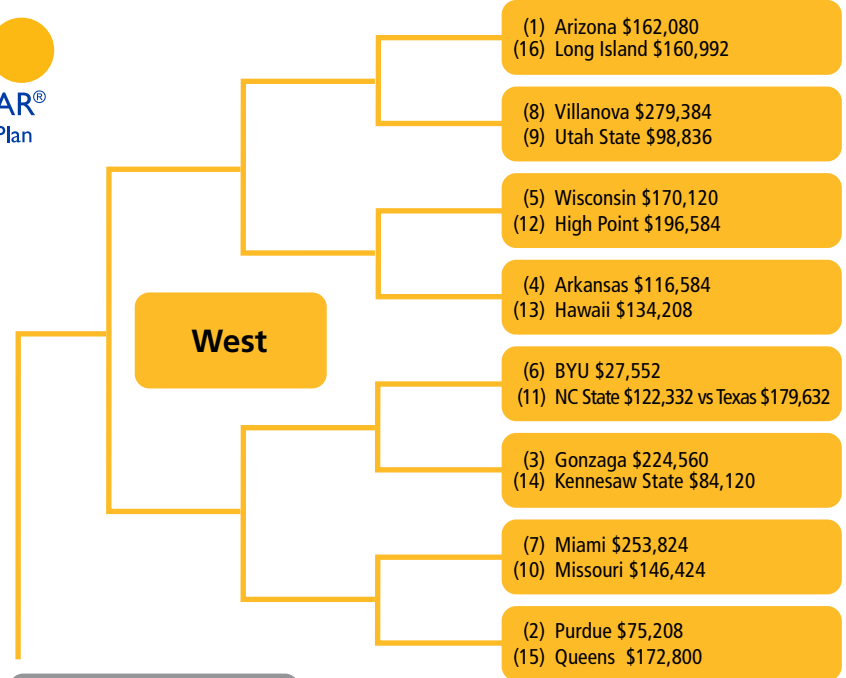 AR®
Plan
(1) Arizona $162,080
(16) Long Island $160,992
(8) Villanova $279,384
(9) Utah State $98,836
(5) Wisconsin $170,120
(12) High Point $196,584
(4) Arkansas $116,584
(13) Hawaii $134,208
West
(6) BYU $27,552
(11) NC State $122,332 vs Texas $179,632
(3) Gonzaga $224,560
(14) Kennesaw State $84,120
(7) Miami $253,824
(10) Missouri $146,424
(2) Purdue $75,208
(15) Queens $172,800